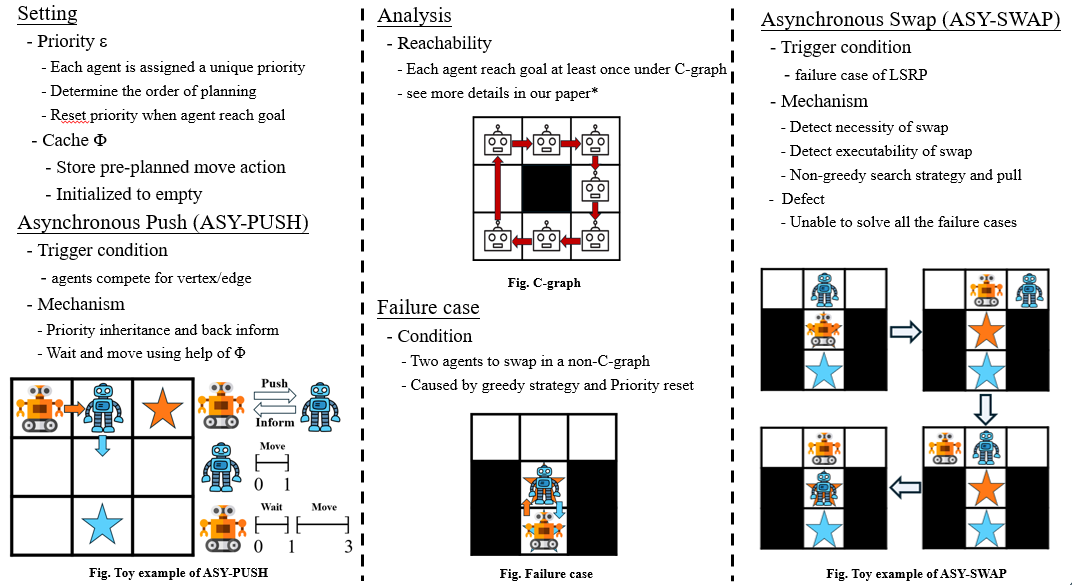 Setting
- Priority ε
- Each agent is assigned a unique priority
- Determine the order of planning
- Reset priority when agent reach goal
- Cache Φ
- Store pre-planned move action
- Initialized to empty
Asynchronous Push (ASY-PUSH)
- Trigger condition
- agents compete for vertex/edge
- Mechanism
- Priority inheritance and back inform
- Wait and move using help of Φ
Push
Inform
Move
0 1
Wait Move
0 1 3
Fig. Toy example of ASY-PUSH
Analysis
- Reachability
- Each agent reach goal at least once under C-graph
- see more details in our paper*
Fig. C-graph
Failure case
- Condition
- Two agents to swap in a non-C-graph
- Caused by greedy strategy and Priority reset
Fig. Failure case
Asynchronous Swap (ASY-SWAP)
- Trigger condition
- failure case of LSRP
- Mechanism
- Detect necessity of swap
- Detect executability of swap
- Non-greedy search strategy and pull
- Defect
- Unable to solve all the failure cases
Fig. Toy example of ASY-SWAP